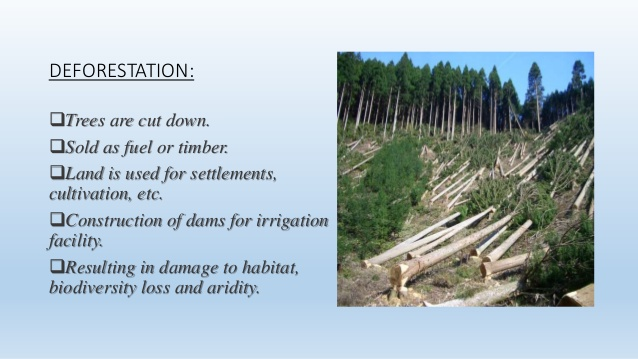 DEFORESTATION:
❑Trees are cut down.
❑Sold as fuel or timber.
❑Land is used for settlements,
cultivation, etc.
❑Construction of dams for irrigation
facility.
❑Resulting in damage to habitat,
biodiversity loss and aridity.